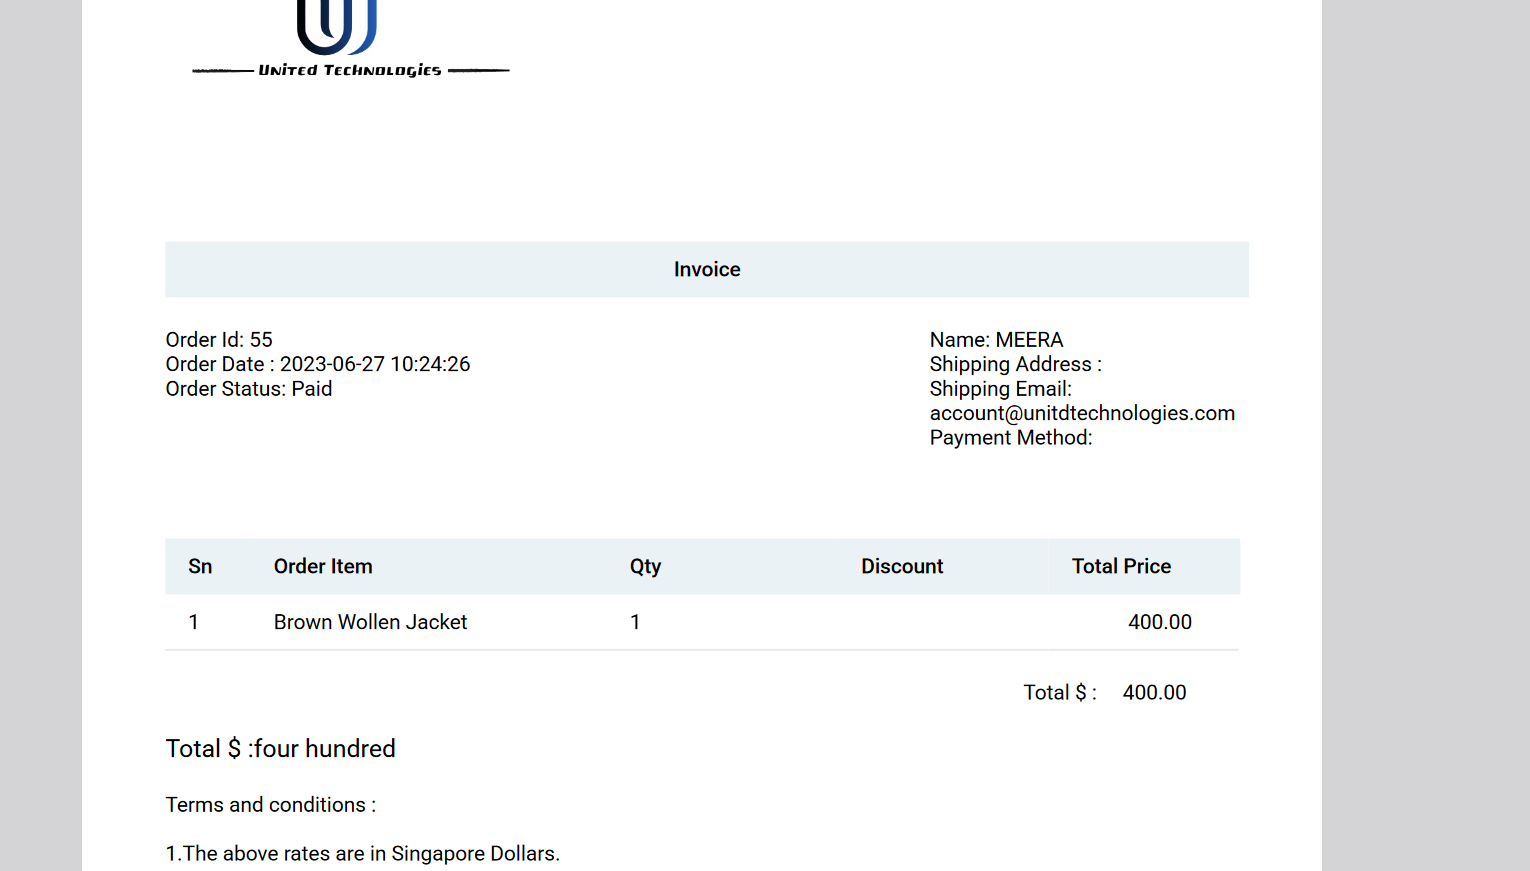 United Technologies
Invoice
Order Id: 55
Order Date : 2023-06-27 10:24:26
Order Status: Paid
Name: MEERA
Shipping Address :
Shipping Email:
account@unitdtechnologies.com
Payment Method:
Sn Order Item Qty Discount Total Price
1 Brown Wollen Jacket 1 400.00
Total $ : 400.00
Total $ :four hundred
Terms and conditions :
1.The above rates are in Singapore Dollars.